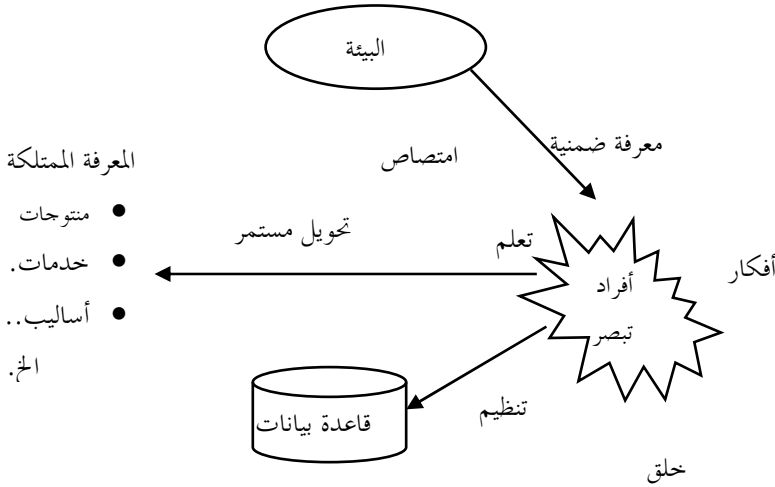 البيئة
معرفة ضمنية
امتصاص
المعرفة الممتلكة
منتوجات
خدمات.
أساليب..
الخ.
تحويل مستمر
تعلم
أفكار
أفراد
تبصر
تنظيم
قاعدة بيانات
خلق